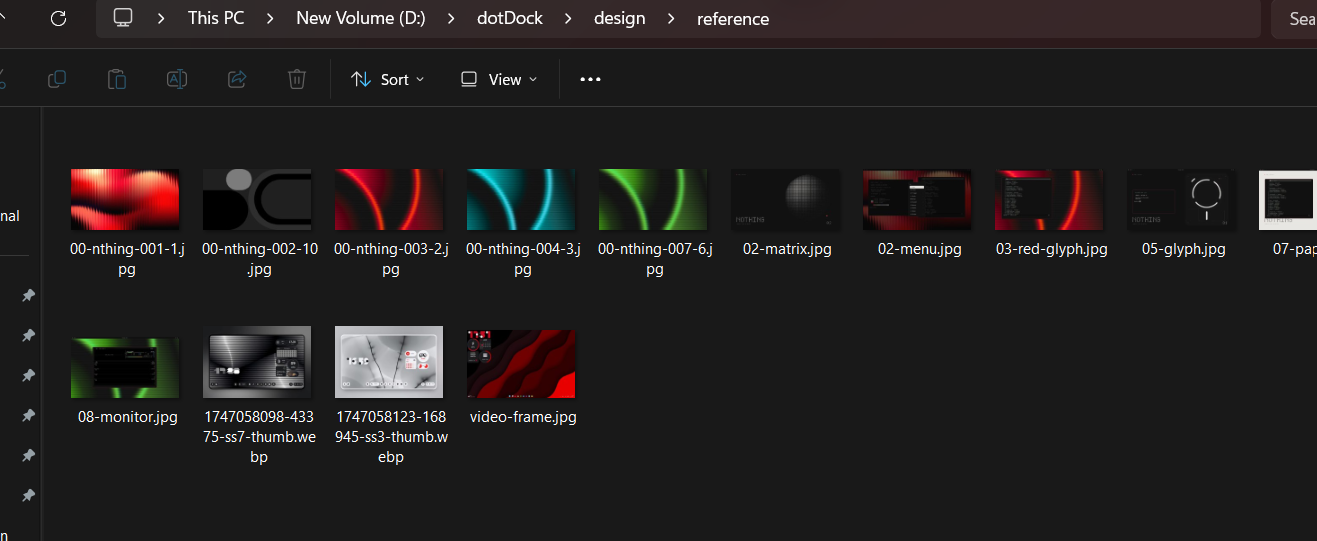 This PC > New Volume (D:) > dotDock > design > reference
Sea
Sort
View
nal
00-nthing-001-1.j
pg
00-nthing-002-10
.jpg
00-nthing-003-2.j
pg
00-nthing-004-3.j
pg
00-nthing-007-6.j
pg
02-matrix.jpg
02-menu.jpg
03-red-glyph.jpg
05-glyph.jpg
07-pap
08-monitor.jpg
1747058098-433
75-ss7-thumb.we
bp
1747058123-168
945-ss3-thumb.w
ebp
video-frame.jpg
n